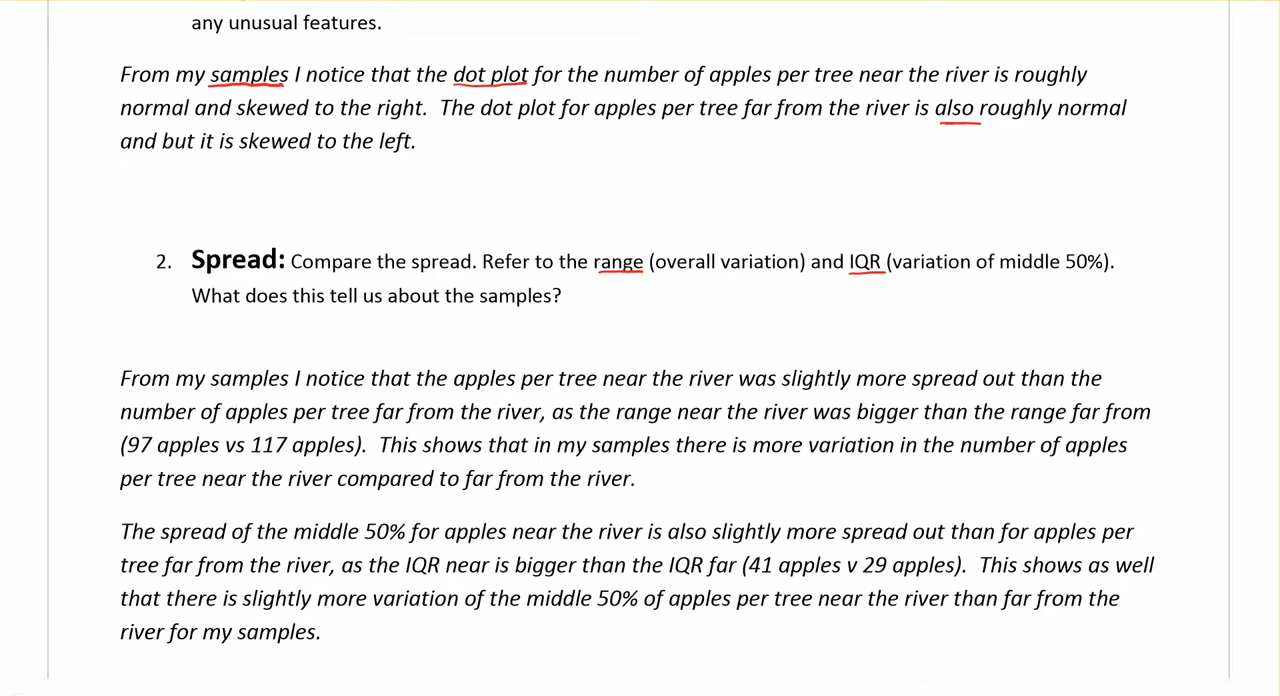 any unusual features.
From my samples I notice that the dot plot for the number of apples per tree near the river is roughly
normal and skewed to the right.  The dot plot for apples per tree far from the river is also roughly normal
and but it is skewed to the left.
2. Spread: Compare the spread. Refer to the range (overall variation) and IQR (variation of middle 50%).
What does this tell us about the samples?
From my samples I notice that the apples per tree near the river was slightly more spread out than the
number of apples per tree far from the river, as the range near the river was bigger than the range far from
(97 apples vs 117 apples).  This shows that in my samples there is more variation in the number of apples
per tree near the river compared to far from the river.
The spread of the middle 50% for apples near the river is also slightly more spread out than for apples per
tree far from the river, as the IQR near is bigger than the IQR far (41 apples v 29 apples).  This shows as well
that there is slightly more variation of the middle 50% of apples per tree near the river than far from the
river for my samples.